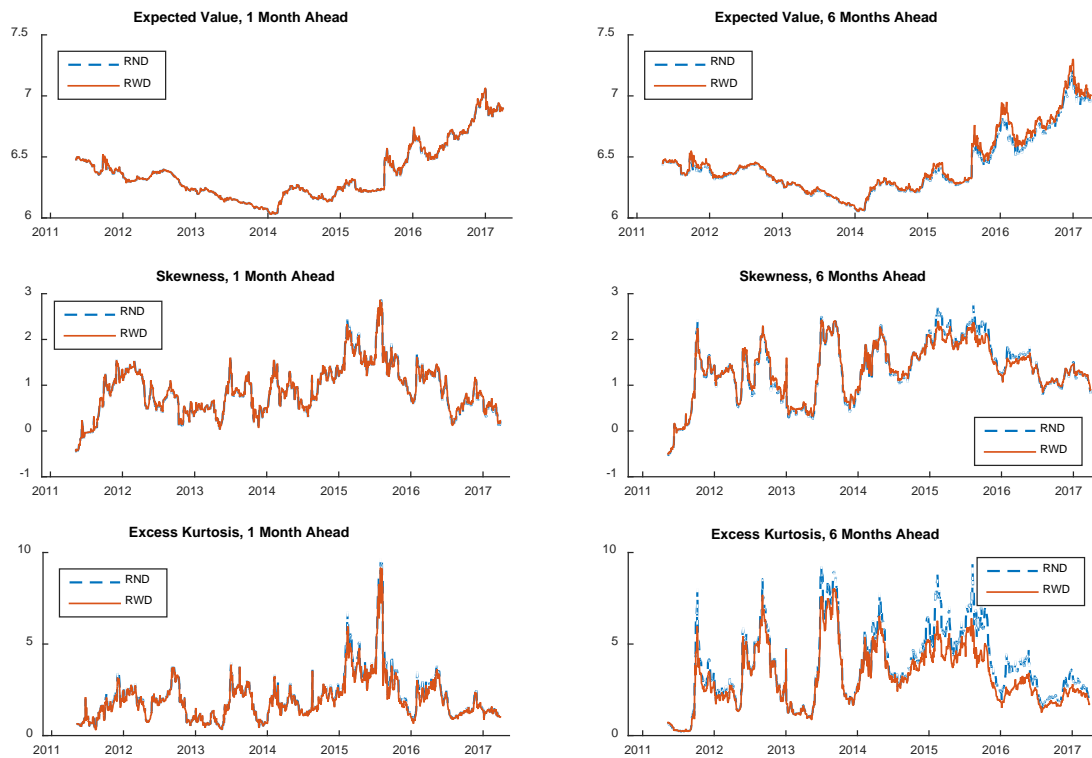 Expected Value, 1 Month Ahead
7.5
7
6.5
6
RND
RWD
2011 2012 2013 2014 2015 2016 2017
Expected Value, 6 Months Ahead
7.5
7
6.5
6
RND
RWD
2011 2012 2013 2014 2015 2016 2017
Skewness, 1 Month Ahead
3
2
1
0
-1
RND
RWD
2011 2012 2013 2014 2015 2016 2017
Skewness, 6 Months Ahead
3
2
1
0
-1
RND
RWD
2011 2012 2013 2014 2015 2016 2017
Excess Kurtosis, 1 Month Ahead
10
5
0
RND
RWD
2011 2012 2013 2014 2015 2016 2017
Excess Kurtosis, 6 Months Ahead
10
5
0
RND
RWD
2011 2012 2013 2014 2015 2016 2017